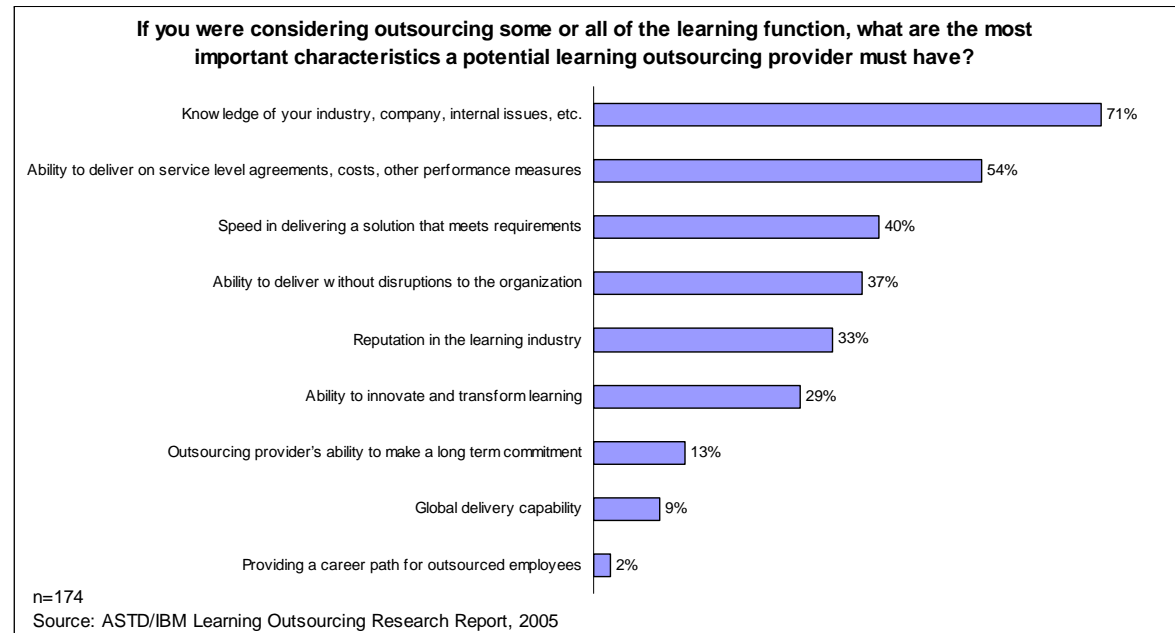 If you were considering outsourcing some or all of the learning function, what are the most
important characteristics a potential learning outsourcing provider must have?
Knowledge of your industry, company, internal issues, etc.
71%
Ability to deliver on service level agreements, costs, other performance measures
54%
Speed in delivering a solution that meets requirements
40%
Ability to deliver without disruptions to the organization
37%
Reputation in the learning industry
33%
Ability to innovate and transform learning
29%
Outsourcing provider's ability to make a long term commitment
13%
Global delivery capability
9%
Providing a career path for outsourced employees
2%
n=174
Source: ASTD/IBM Learning Outsourcing Research Report, 2005